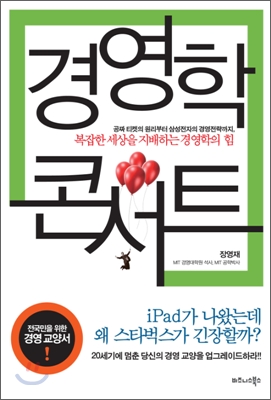 경영학
공짜 티켓의 원리부터 삼성전자의 경영전략까지,
복잡한 세상을 지배하는 경영학의 힘
콘서트
장영재
MIT 경영대학원 석사, MIT 공학박사
전국민을 위한
경영 교양서
!
iPad가 나왔는데
왜 스타벅스가 긴장할까?
20세기에 멈춘 당신의 경영 교양을 업그레이드하라!!
비즈니스북스